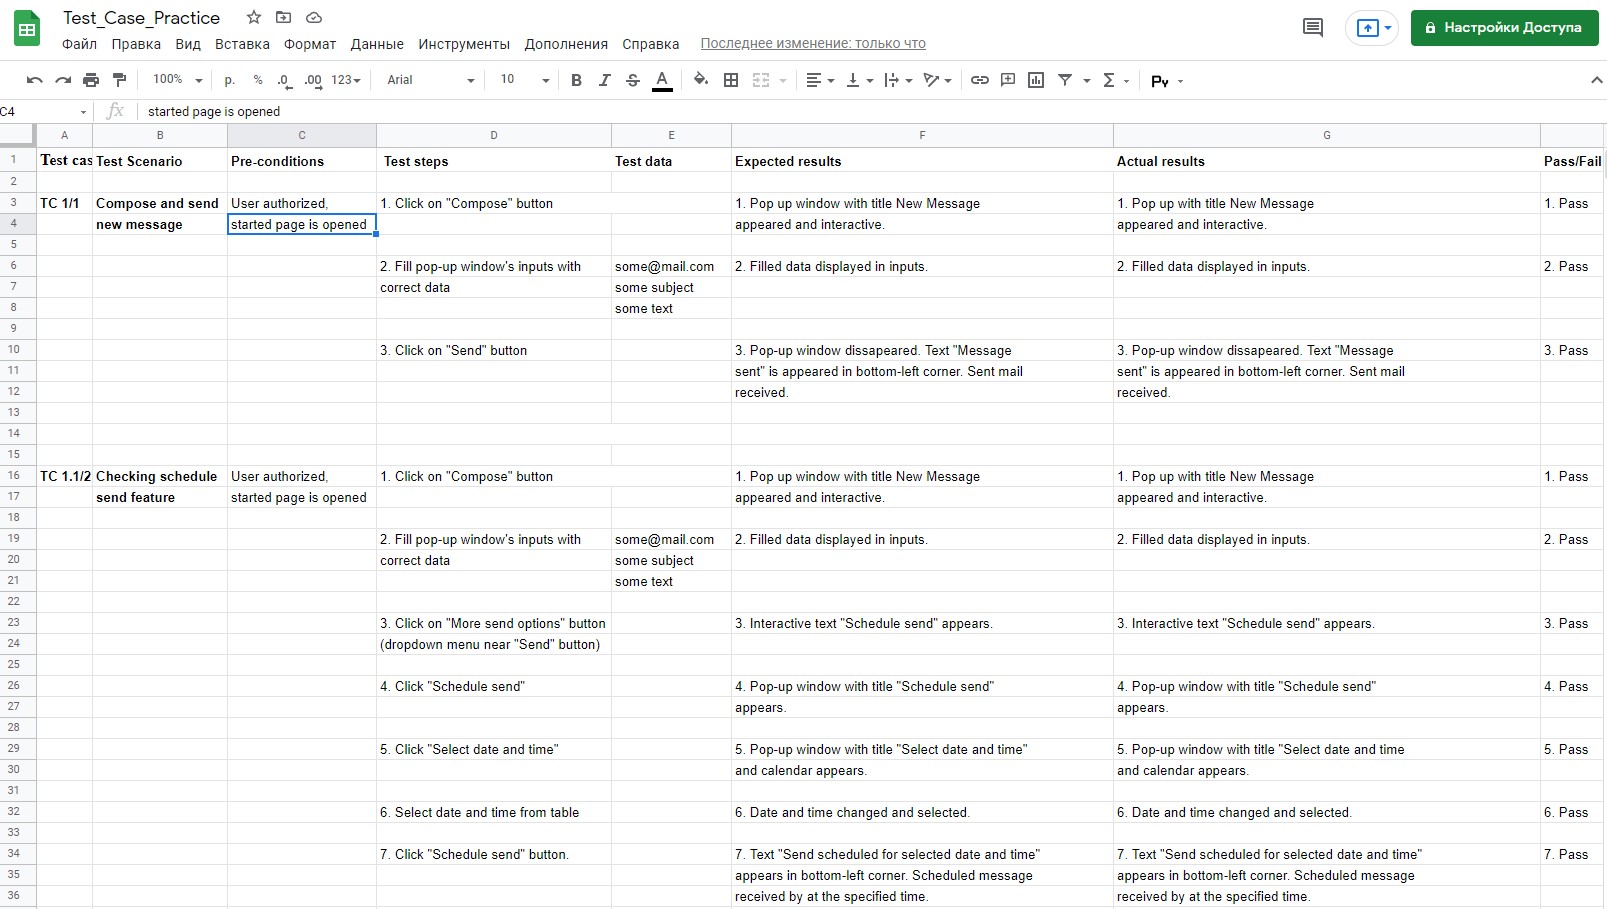 Test_Case_Practice
Файл Правка Вид Вставка Формат Данные Инструменты Дополнения Справка Последнее изменение: только что
Настройки Доступа
100% р. % .0 .00 123 Arial 10 B I S A Σ Ру
C4 fx started page is opened
A B C D E F G
1 Test cas Test Scenario Pre-conditions Test steps Test data Expected results Actual results Pass/Fail
2
3 TC 1/1 Compose and send User authorized, 1. Click on "Compose" button 1. Pop up window with title New Message 1. Pop up with title New Message 1. Pass
4 new message started page is opened appeared and interactive. appeared and interactive.
5
6 2. Fill pop-up window's inputs with some@mail.com 2. Filled data displayed in inputs. 2. Filled data displayed in inputs. 2. Pass
7 correct data some subject
8 some text
9
10 3. Click on "Send" button 3. Pop-up window dissapeared. Text "Message 3. Pop-up window dissapeared. Text "Message 3. Pass
11 sent" is appeared in bottom-left corner. Sent mail sent" is appeared in bottom-left corner. Sent mail
12 received. received.
13
14
15
16 TC 1.1/2 Checking schedule User authorized, 1. Click on "Compose" button 1. Pop up window with title New Message 1. Pop up with title New Message 1. Pass
17 send feature started page is opened appeared and interactive. appeared and interactive.
18
19 2. Fill pop-up window's inputs with some@mail.com 2. Filled data displayed in inputs. 2. Filled data displayed in inputs. 2. Pass
20 correct data some subject
21 some text
22
23 3. Click on "More send options" button 3. Interactive text "Schedule send" appears. 3. Interactive text "Schedule send" appears. 3. Pass
24 (dropdown menu near "Send" button)
25
26 4. Click "Schedule send" 4. Pop-up window with title "Schedule send" 4. Pop-up window with title "Schedule send" 4. Pass
27 appears. appears.
28
29 5. Click "Select date and time" 5. Pop-up window with title "Select date and time" 5. Pop-up window with title "Select date and time 5. Pass
30 and calendar appears. and calendar appears.
31
32 6. Select date and time from table 6. Date and time changed and selected. 6. Date and time changed and selected. 6. Pass
33
34 7. Click "Schedule send" button. 7. Text "Send scheduled for selected date and time" 7. Text "Send scheduled for selected date and time" 7. Pass
35 appears in bottom-left corner. Scheduled message appears in bottom-left corner. Scheduled message
36 received by at the specified time. received by at the specified time.